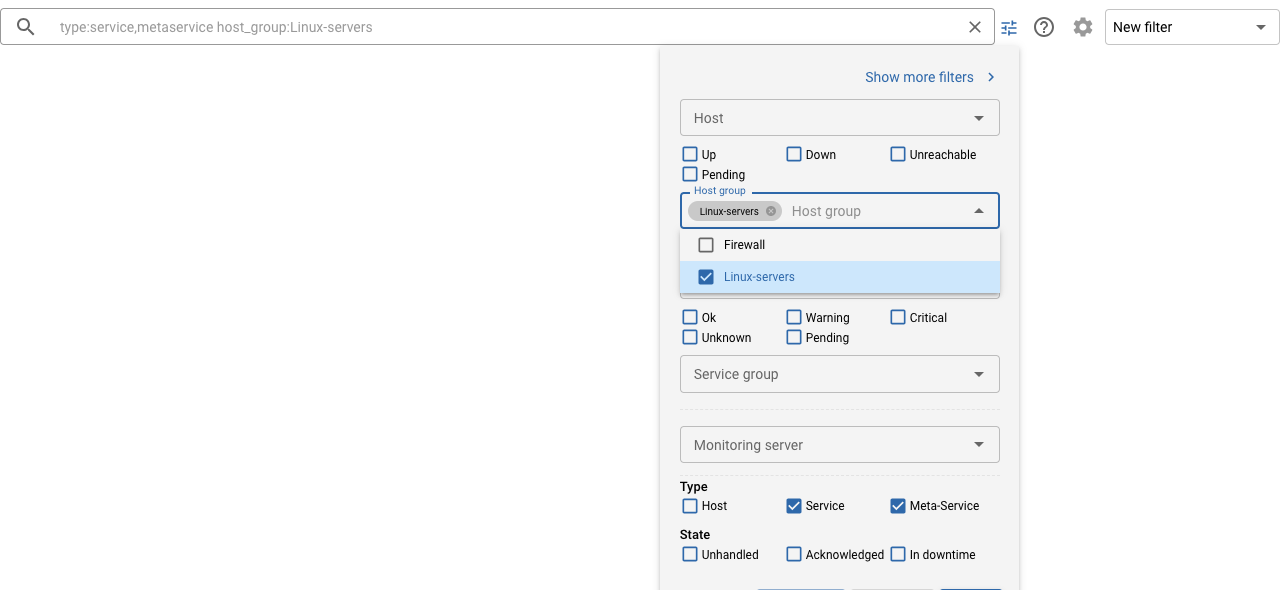 type:service,metaservice host_group:Linux-servers
New filter
Show more filters
Host
Up Down Unreachable
Pending
Host group
Linux-servers Host group
Firewall
Linux-servers
Ok Warning Critical
Unknown Pending
Service group
Monitoring server
Type
Host Service Meta-Service
State
Unhandled Acknowledged In downtime